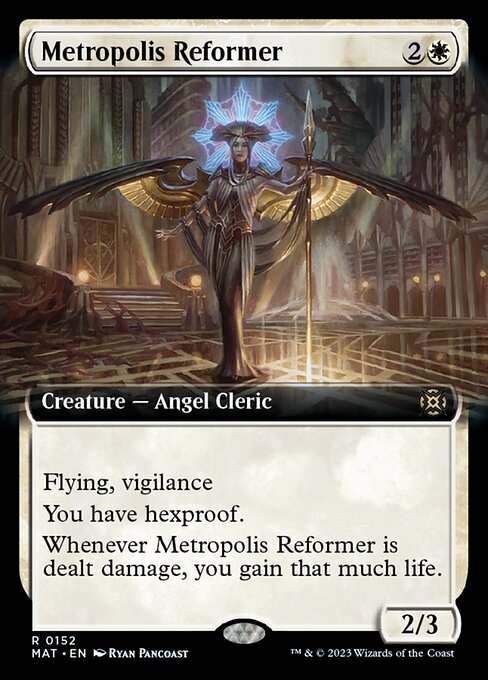 Metropolis Reformer 2
Creature — Angel Cleric
Flying, vigilance
You have hexproof.
Whenever Metropolis Reformer is
dealt damage, you gain that much life.
2/3
R 0152
MAT • EN Ryan Pancoast
™ & © 2023 Wizards of the Coast